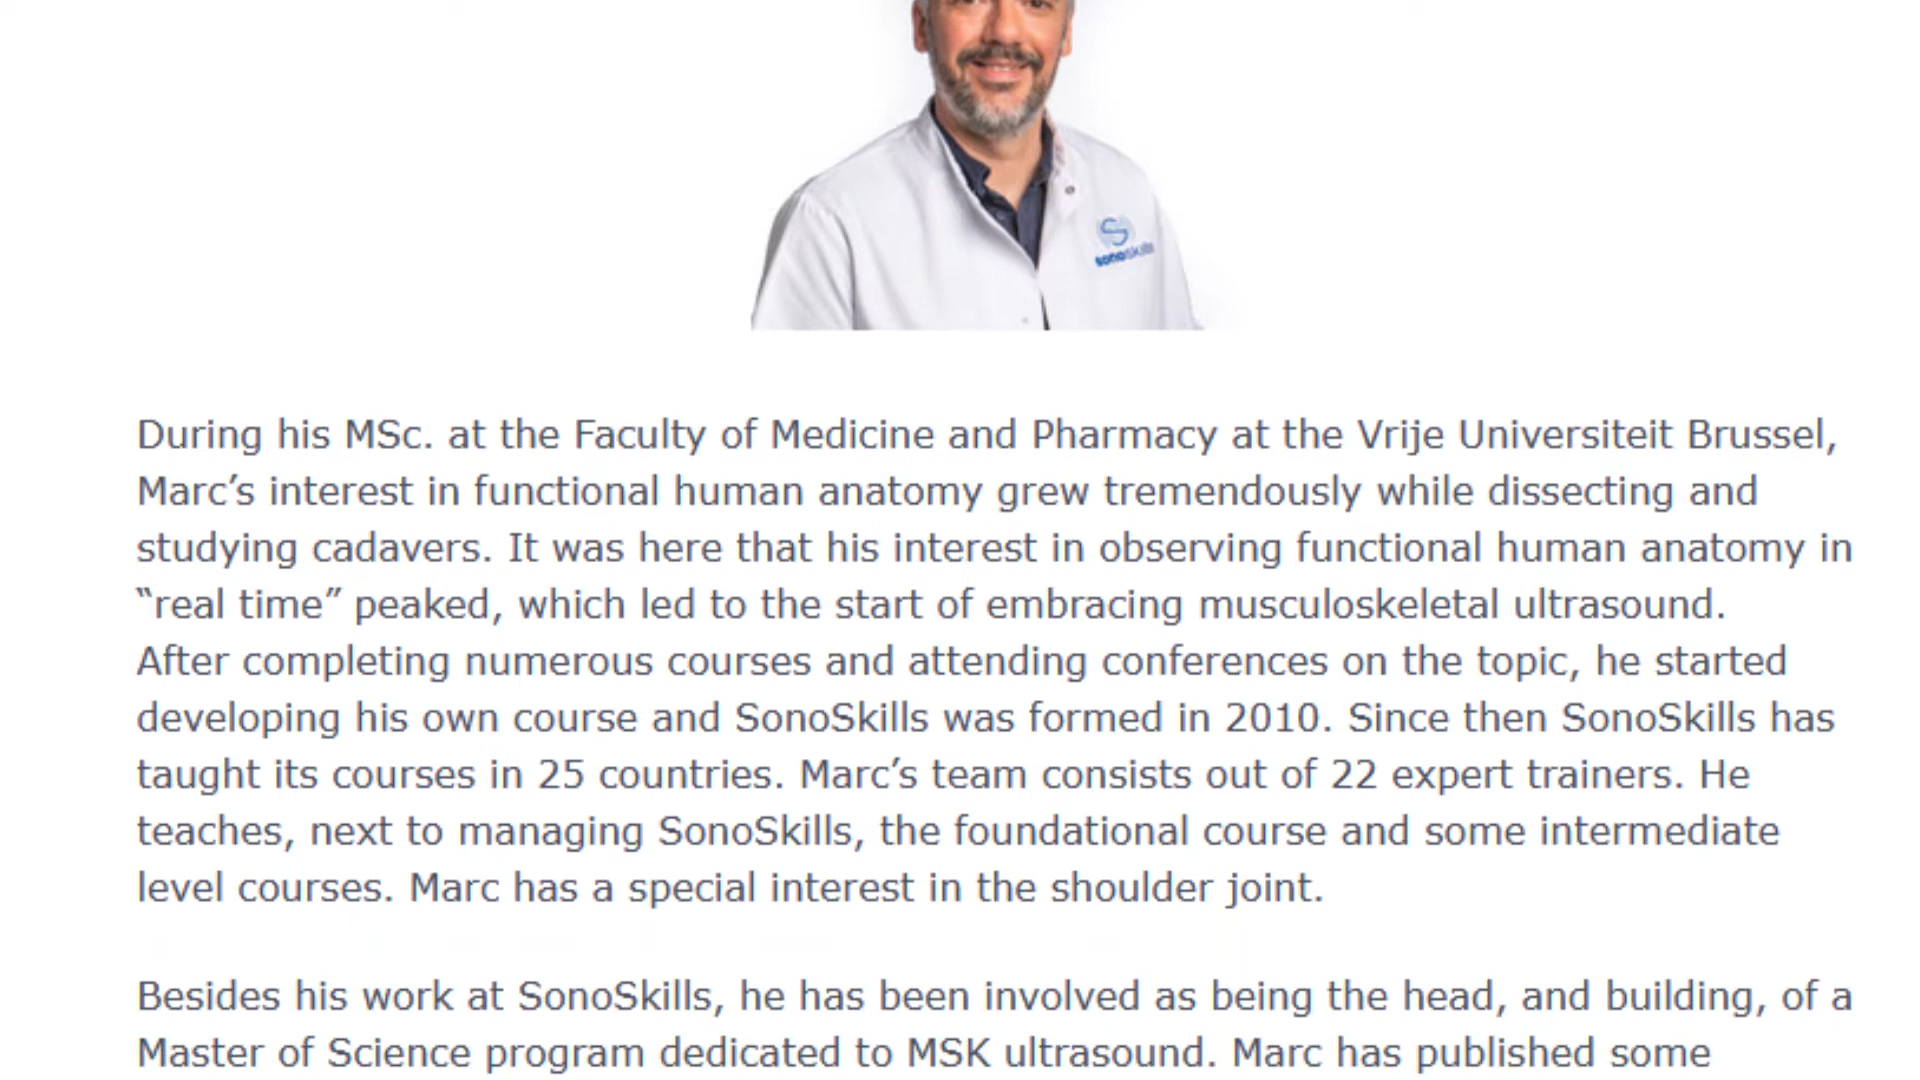 sonoskills
During his MSc. at the Faculty of Medicine and Pharmacy at the Vrije Universiteit Brussel,
Marc’s interest in functional human anatomy grew tremendously while dissecting and
studying cadavers. It was here that his interest in observing functional human anatomy in
“real time” peaked, which led to the start of embracing musculoskeletal ultrasound.
After completing numerous courses and attending conferences on the topic, he started
developing his own course and SonoSkills was formed in 2010. Since then SonoSkills has
taught its courses in 25 countries. Marc’s team consists out of 22 expert trainers. He
teaches, next to managing SonoSkills, the foundational course and some intermediate
level courses. Marc has a special interest in the shoulder joint.
Besides his work at SonoSkills, he has been involved as being the head, and building, of a
Master of Science program dedicated to MSK ultrasound. Marc has published some